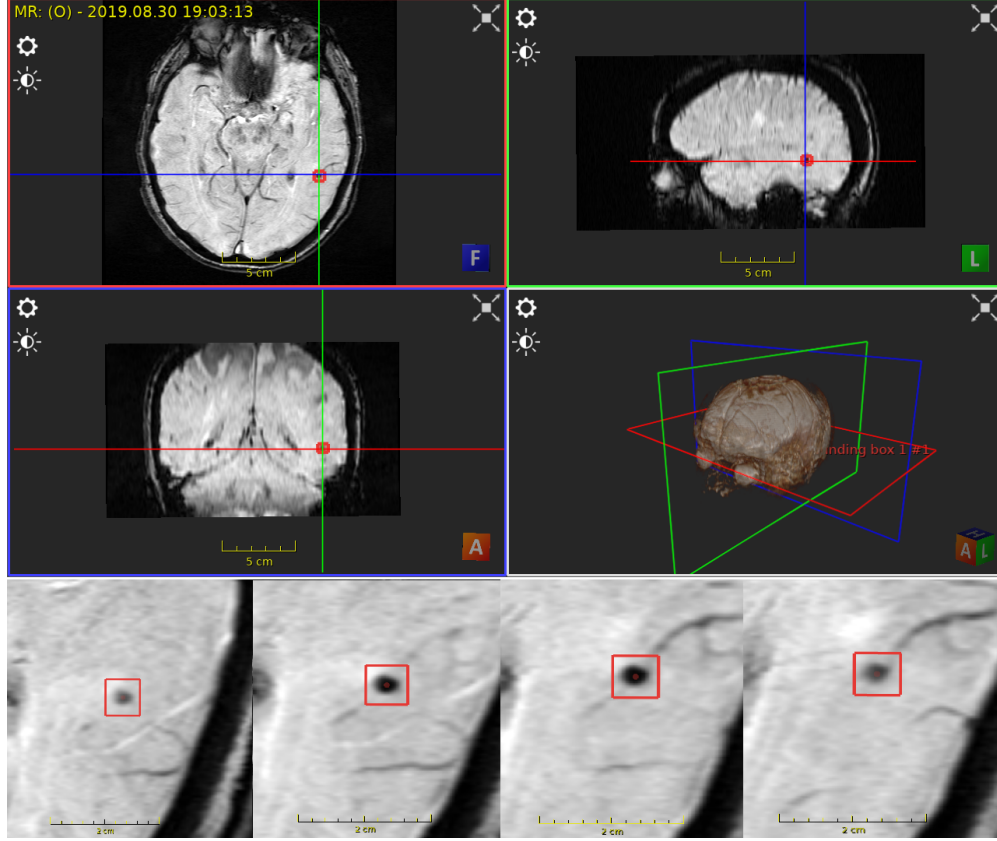 MR: (O) - 2019.08.30 19:03:13
5 cm
F
5 cm
L
5 cm
A
nding box 1 #1
H
A L
2 cm
2 cm
2 cm
2 cm